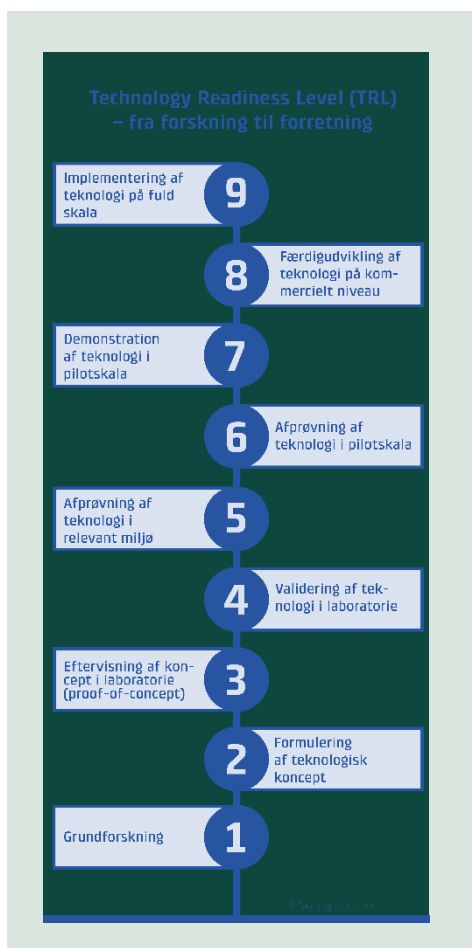 Technology Readiness Level (TRL)
– fra forskning til forretning
Implementering af
teknologi på fuld
skala
9
8
Færdigudvikling af
teknologi på kom-
mercielt niveau
Demonstration
af teknologi i
pilotskala
7
6
Afprøvning af
teknologi i pilotskala
Afprøvning af
teknologi i
relevant miljø
5
4
Validering af tek-
nologi i laboratorie
Eftervisning af kon-
cept i laboratorie
(proof-of-concept)
3
2
Formulering
af teknologisk
koncept
Grundforskning
1